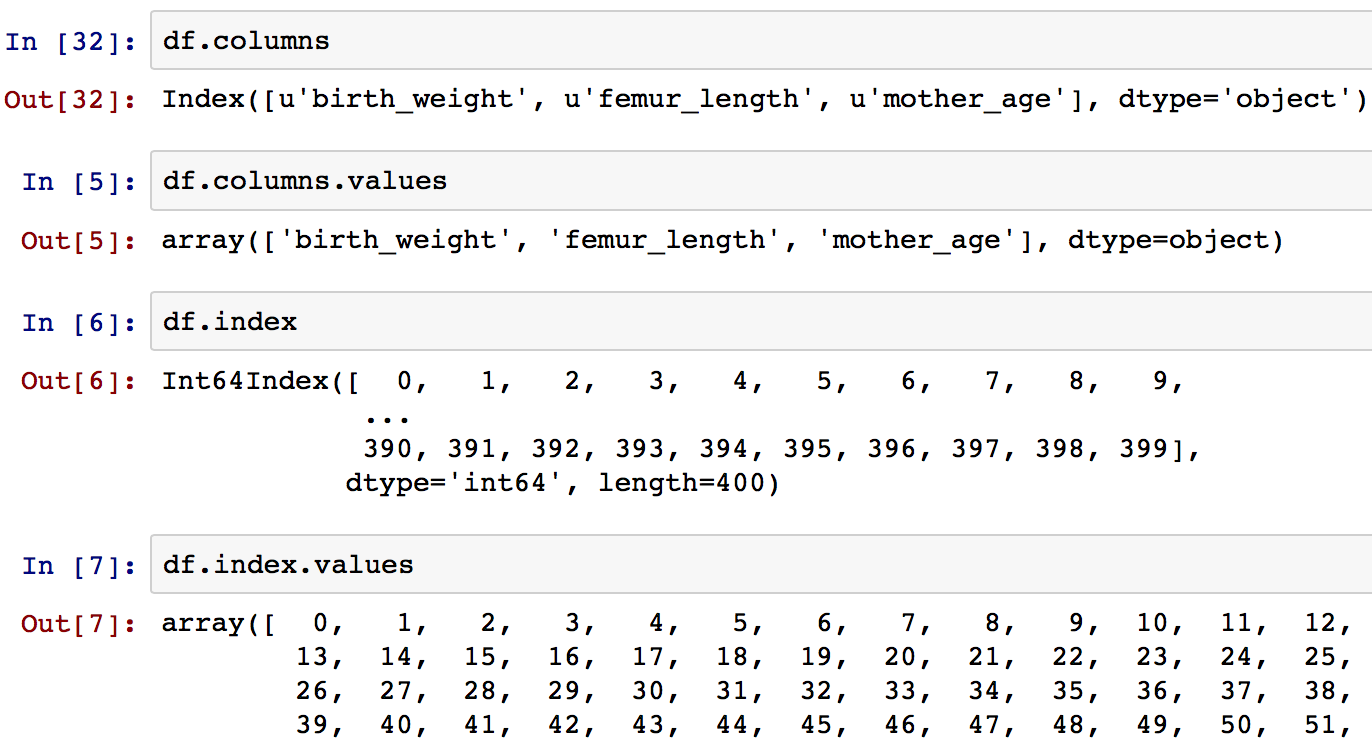 In [32]: df.columns
Out[32]: Index([u'birth_weight', u'femur_length', u'mother_age'], dtype='object')
In [5]: df.columns.values
Out[5]: array(['birth_weight', 'femur_length', 'mother_age'], dtype=object)
In [6]: df.index
Out[6]: Int64Index([  0,   1,   2,   3,   4,   5,   6,   7,   8,   9,
...
390, 391, 392, 393, 394, 395, 396, 397, 398, 399],
dtype='int64', length=400)
In [7]: df.index.values
Out[7]: array([  0,   1,   2,   3,   4,   5,   6,   7,   8,   9,  10,  11,  12,
13,  14,  15,  16,  17,  18,  19,  20,  21,  22,  23,  24,  25,
26,  27,  28,  29,  30,  31,  32,  33,  34,  35,  36,  37,  38,
39,  40,  41,  42,  43,  44,  45,  46,  47,  48,  49,  50,  51,